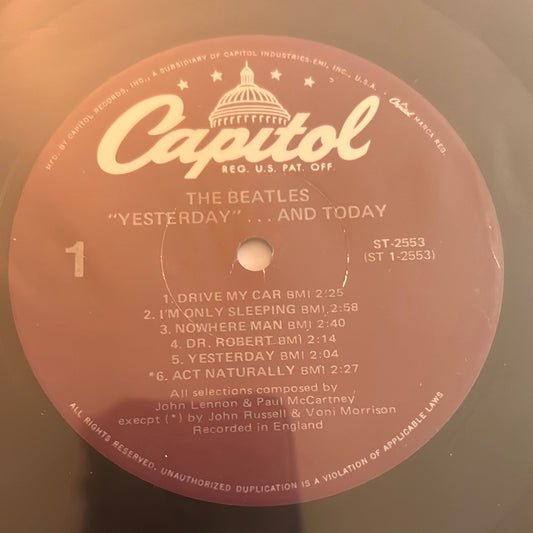 MFD. BY CAPITOL RECORDS, INC., A SUBSIDIARY OF CAPITOL INDUSTRIES-EMI, INC., U.S.A. • Capitol MARCA REG.
Capitol
REG. U.S. PAT. OFF.
THE BEATLES
"YESTERDAY" . . . AND TODAY
1
ST-2553
(ST 1-2553)
1. DRIVE MY CAR BMI 2:25
2. I'M ONLY SLEEPING BMI 2:58
3. NOWHERE MAN BMI 2:40
4. DR. ROBERT BMI 2:14
5. YESTERDAY BMI 2:04
*6. ACT NATURALLY BMI 2:27
All selections composed by
John Lennon & Paul McCartney
execpt (*) by John Russell & Voni Morrison
Recorded in England
ALL RIGHTS RESERVED. UNAUTHORIZED DUPLICATION IS A VIOLATION OF APPLICABLE LAWS